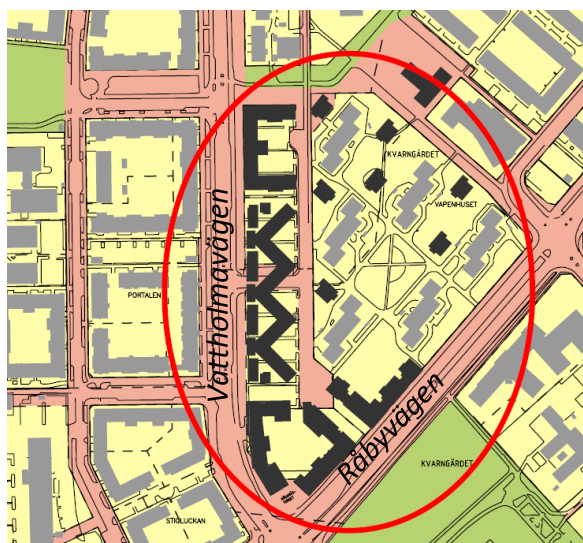 KVARNGÄRDET
VAPENHUSET
Vattholmavägen
PORTALEN
Råbyvägen
KVARNGÄRDET
STIGLUCKAN